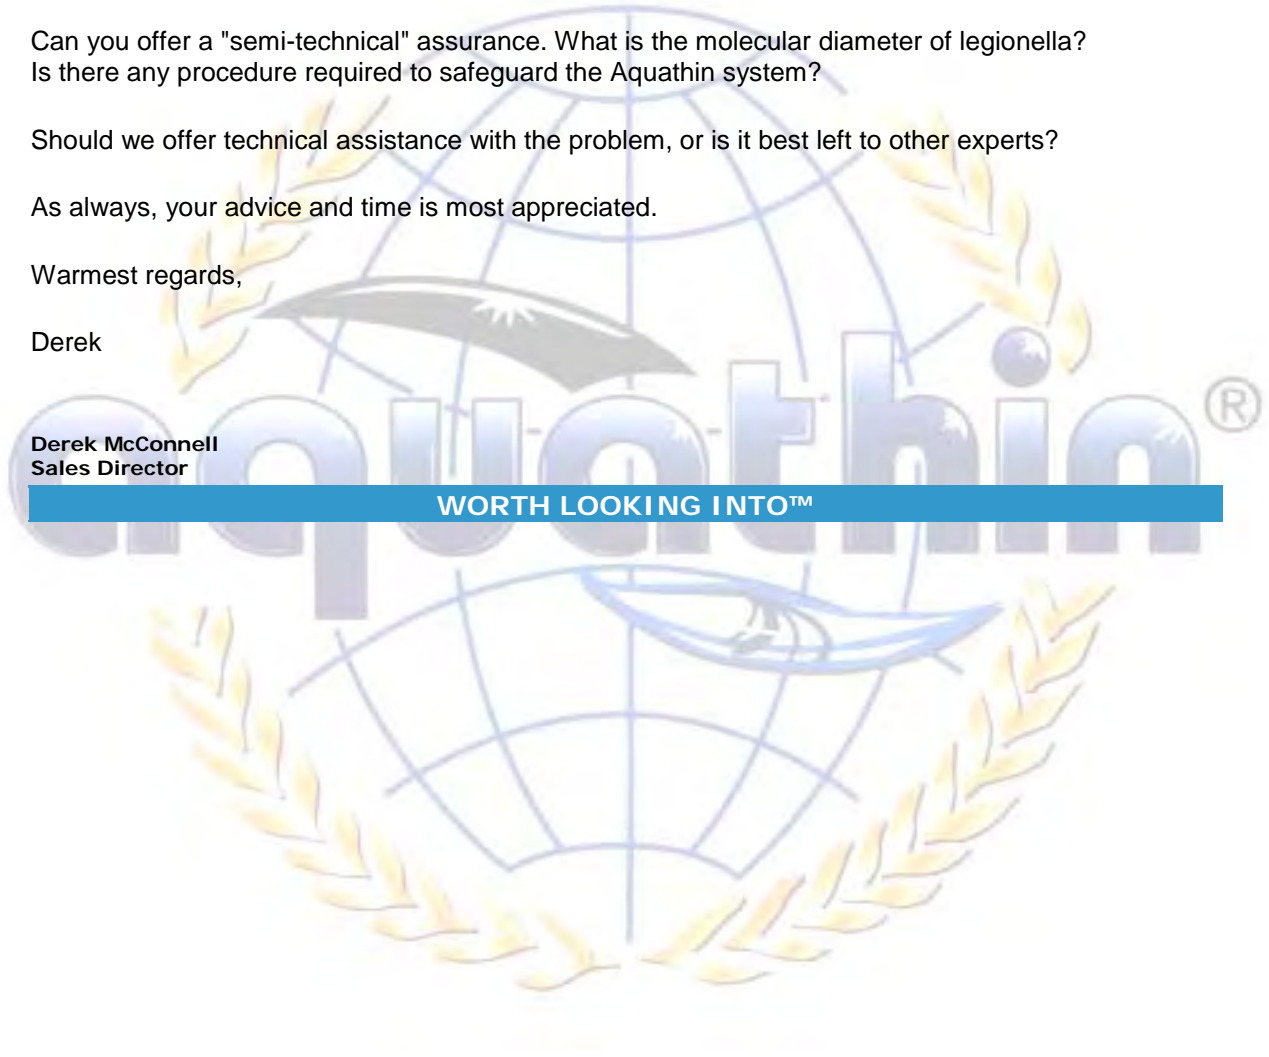 Can you offer a "semi-technical" assurance. What is the molecular diameter of legionella?
Is there any procedure required to safeguard the Aquathin system?
Should we offer technical assistance with the problem, or is it best left to other experts?
As always, your advice and time is most appreciated.
Warmest regards,
Derek
aquathin®
Derek McConnell
Sales Director
WORTH LOOKING INTO™